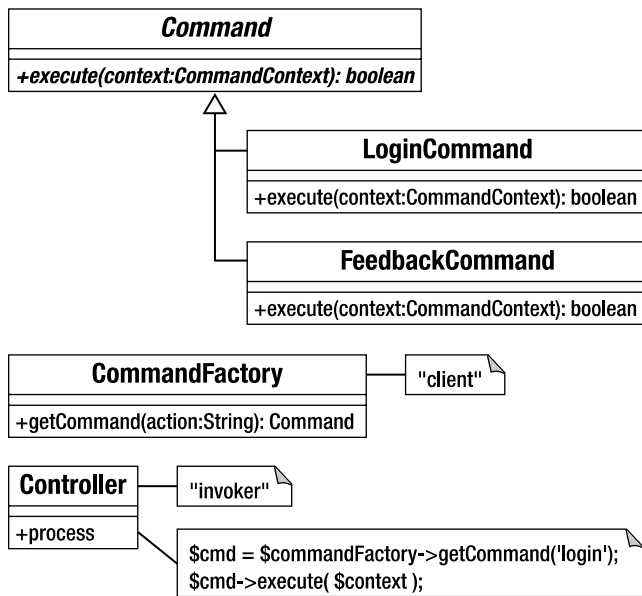 Command
+execute(context:CommandContext): boolean
LoginCommand
+execute(context:CommandContext): boolean
FeedbackCommand
+execute(context:CommandContext): boolean
CommandFactory
"client"
+getCommand(action:String): Command
Controller
"invoker"
+process
$cmd = $commandFactory->getCommand('login');
$cmd->execute( $context );